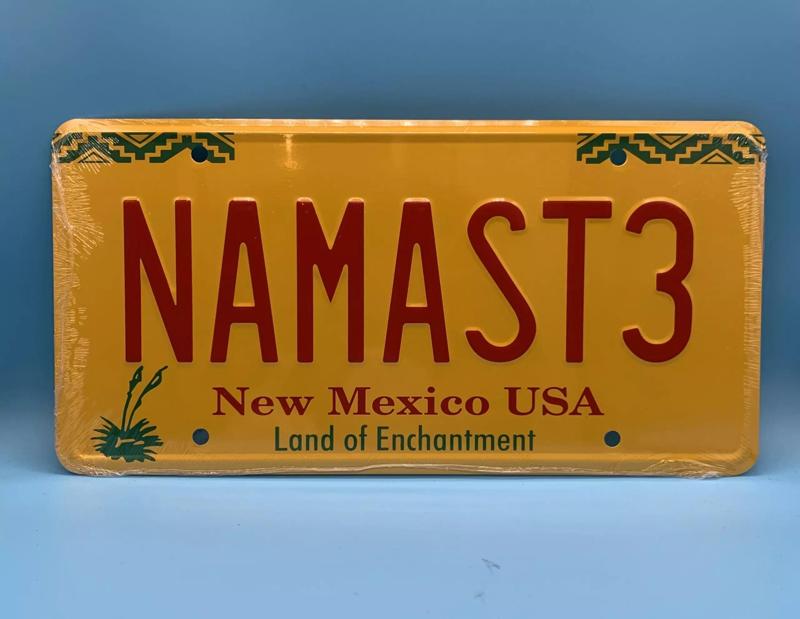 NAMAST3
New Mexico USA
Land of Enchantment